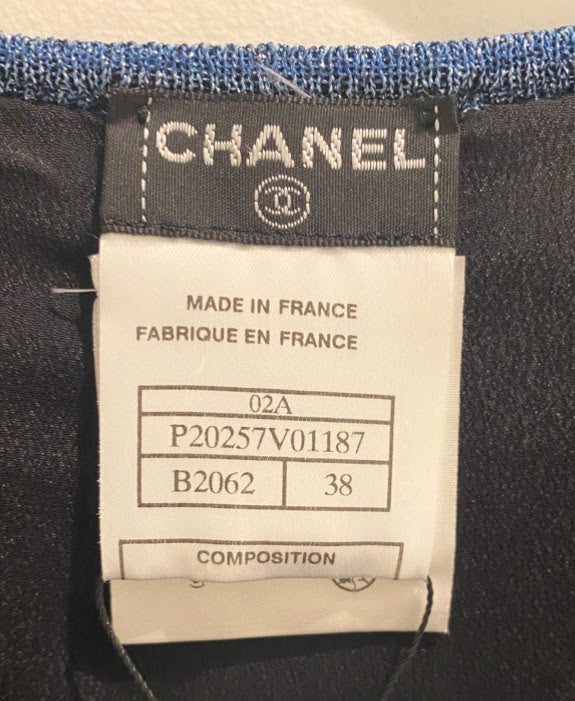 CHANEL
MADE IN FRANCE
FABRIQUE EN FRANCE
02A
P20257V01187
B2062 38
COMPOSITION